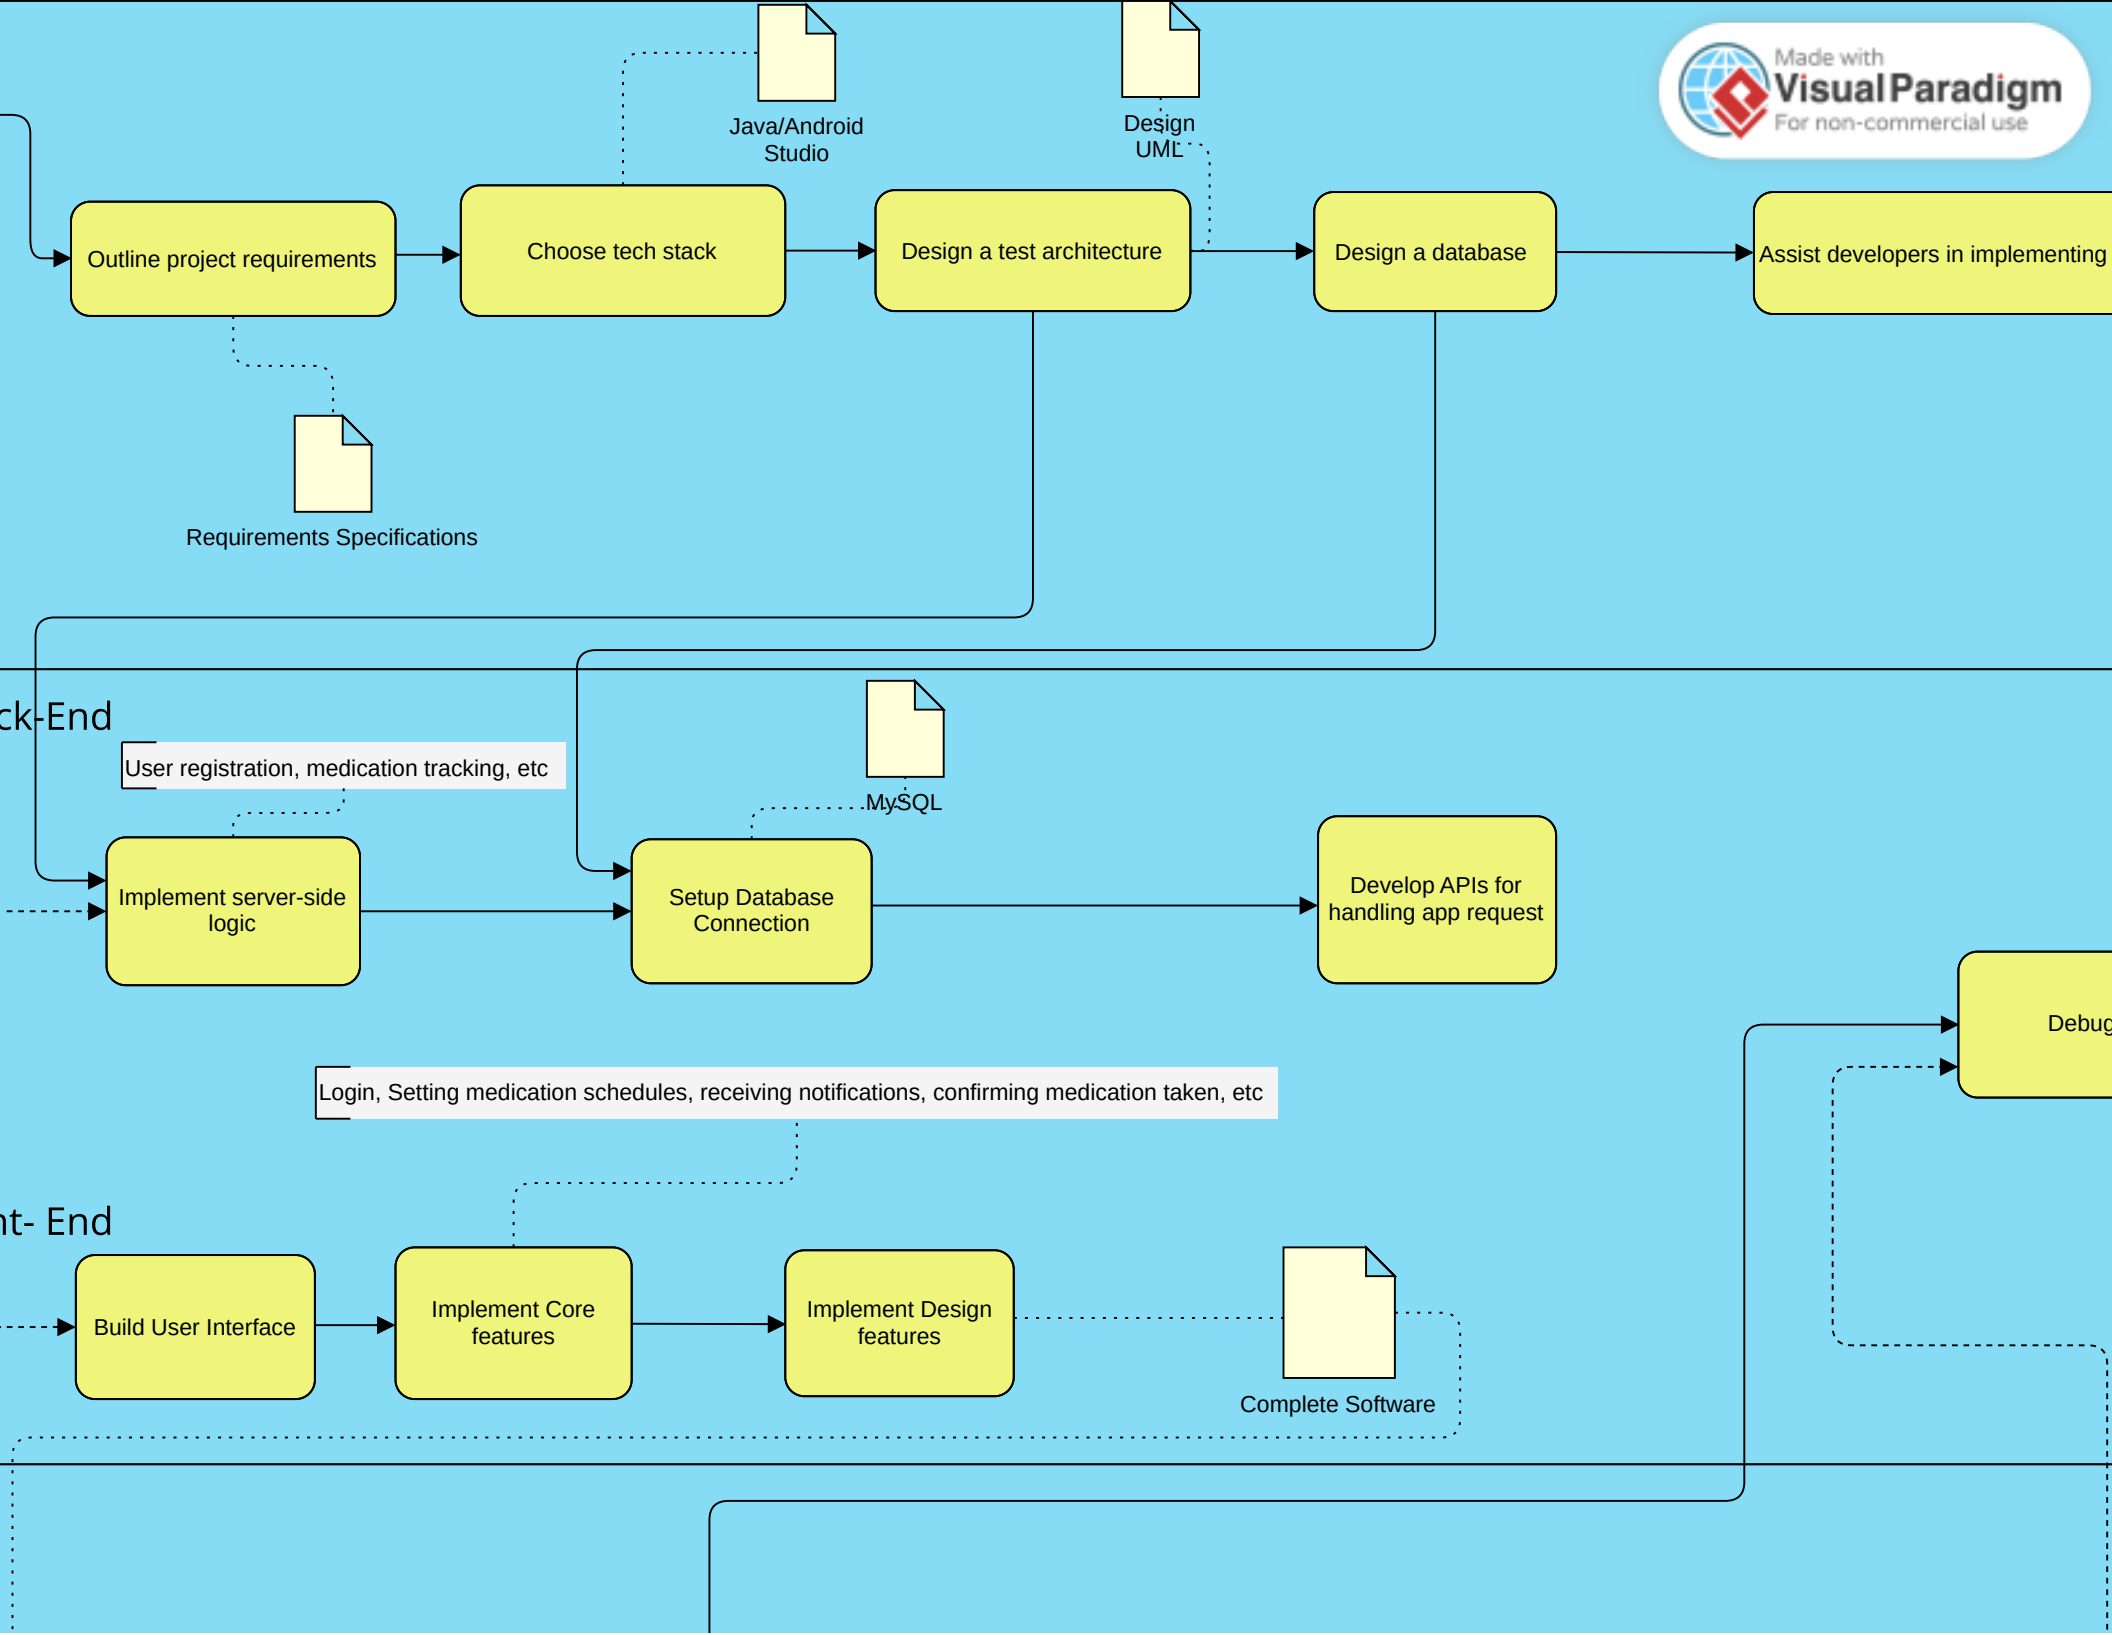 Made with
Visual Paradigm
For non-commercial use
Java/Android
Studio
Design
UML
Outline project requirements
Choose tech stack
Design a test architecture
Design a database
Assist developers in implementing
Requirements Specifications
ck-End
User registration, medication tracking, etc
MySQL
Implement server-side
logic
Setup Database
Connection
Develop APIs for
handling app request
Debug
Login, Setting medication schedules, receiving notifications, confirming medication taken, etc
nt- End
Build User Interface
Implement Core
features
Implement Design
features
Complete Software